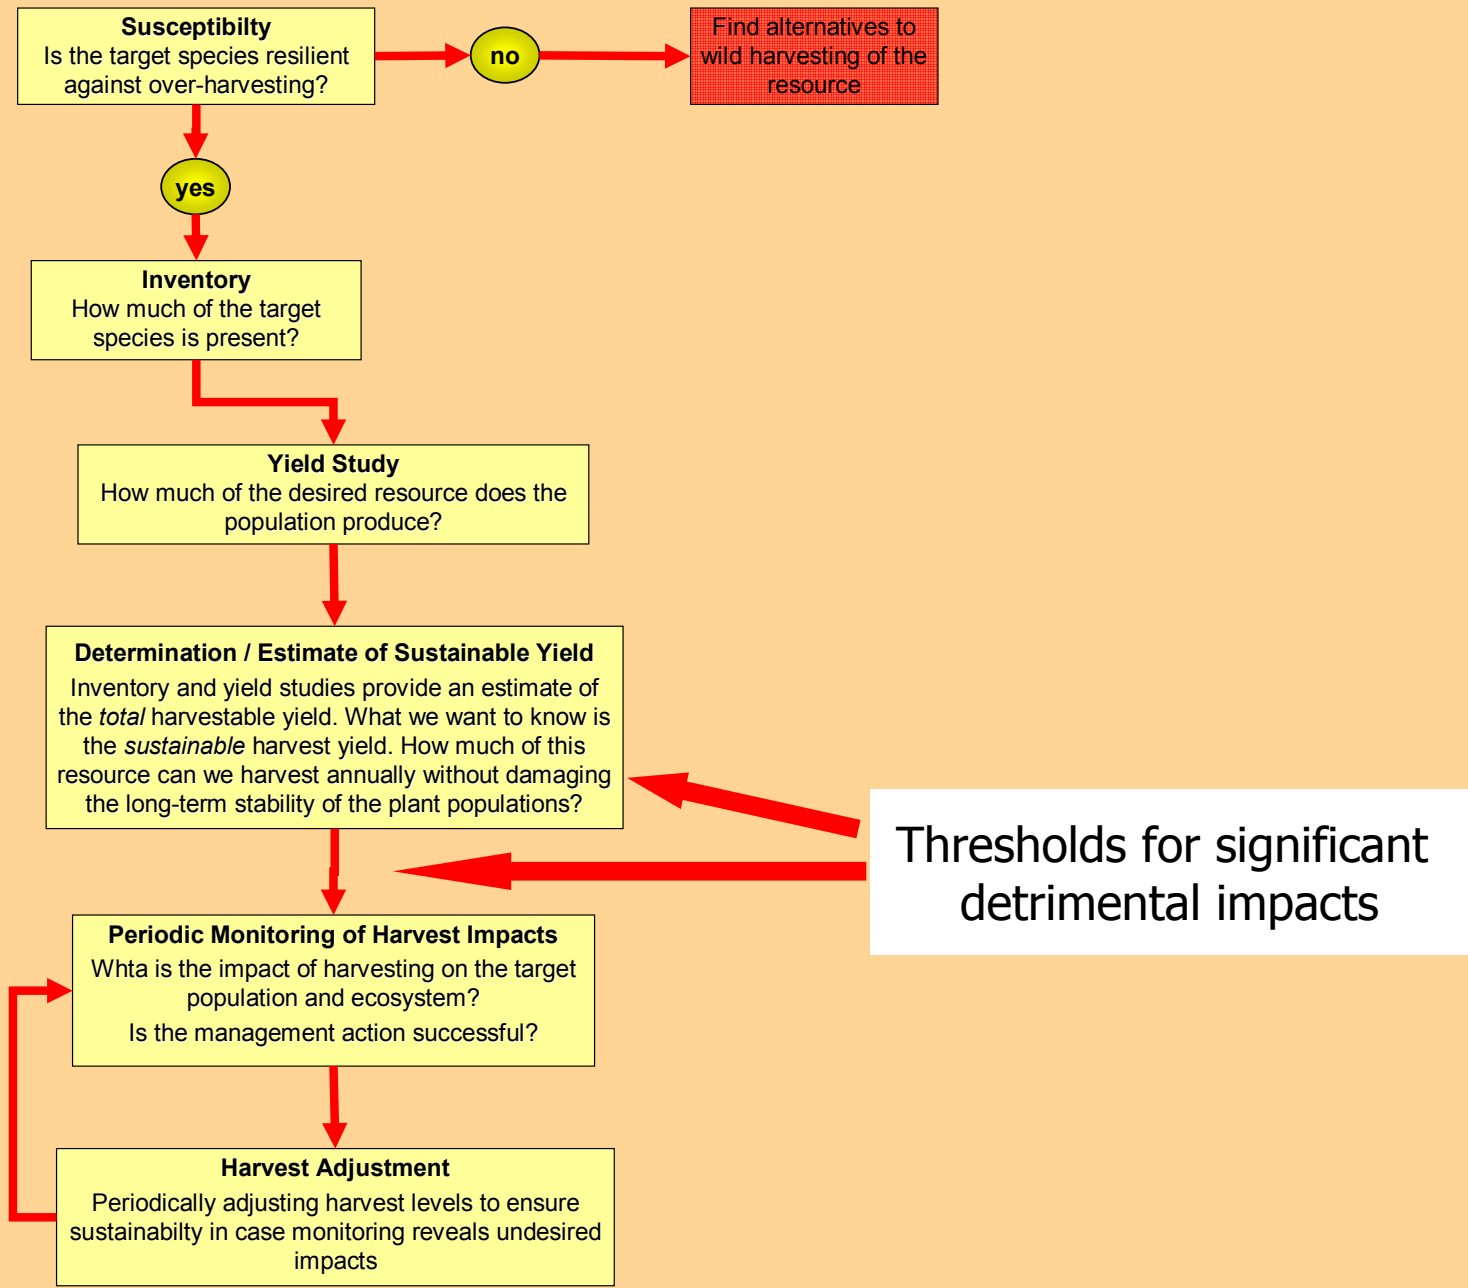 Susceptibilty
Is the target species resilient
against over-harvesting?
no
Find alternatives to
wild harvesting of the
resource
yes
Inventory
How much of the target
species is present?
Yield Study
How much of the desired resource does the
population produce?
Determination / Estimate of Sustainable Yield
Inventory and yield studies provide an estimate of
the total harvestable yield. What we want to know is
the sustainable harvest yield. How much of this
resource can we harvest annually without damaging
the long-term stability of the plant populations?
Thresholds for significant
detrimental impacts
Periodic Monitoring of Harvest Impacts
Whta is the impact of harvesting on the target
population and ecosystem?
Is the management action successful?
Harvest Adjustment
Periodically adjusting harvest levels to ensure
sustainabilty in case monitoring reveals undesired
impacts